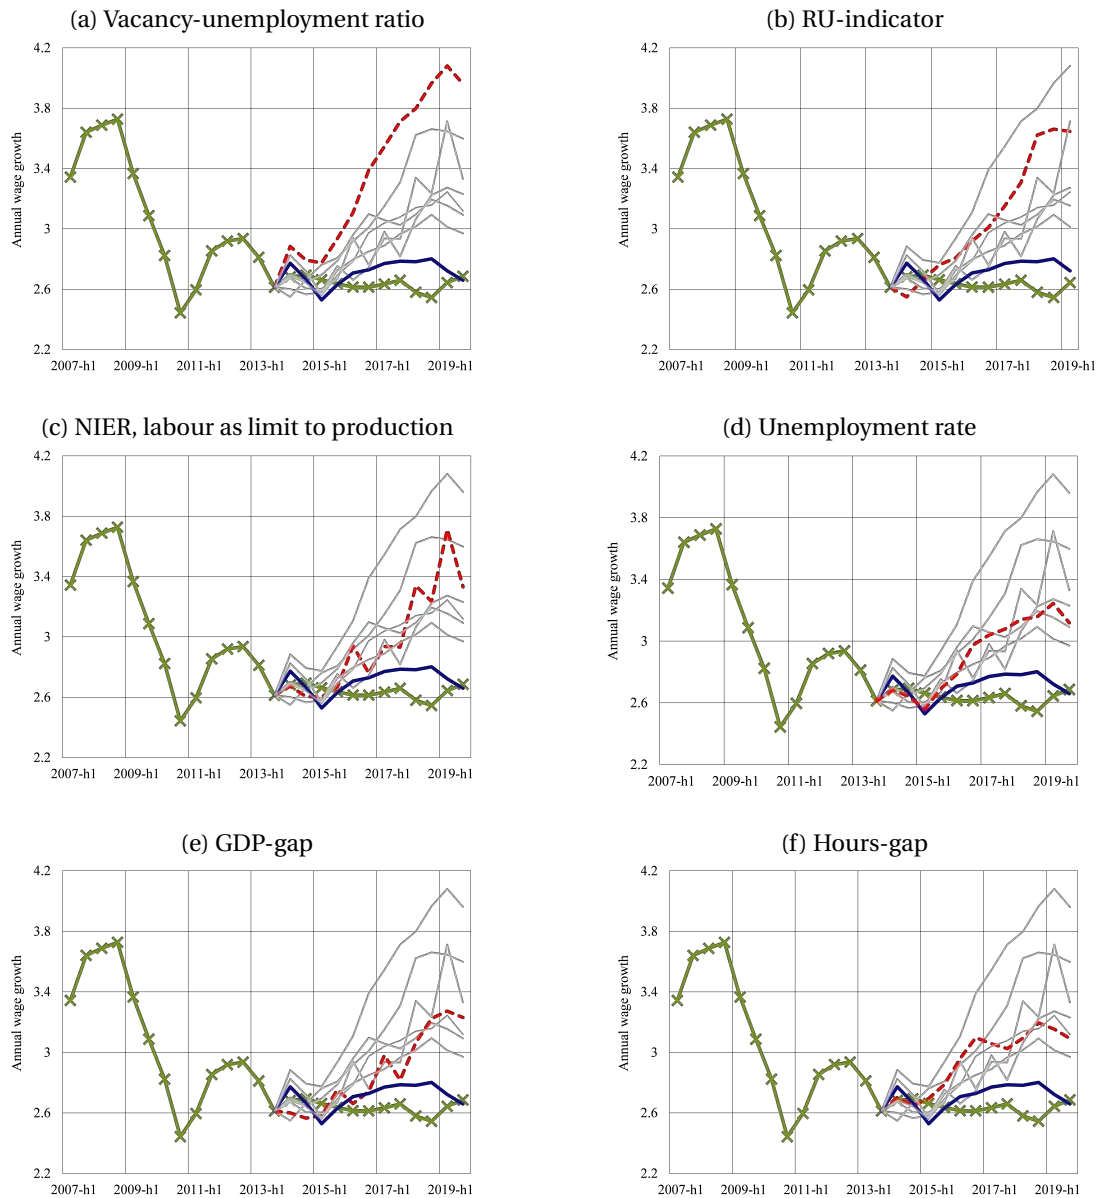 (a) Vacancy-unemployment ratio
4.2
3.8
3.4
3
2.6
2.2
Annual wage growth
2007-h1 2009-h1 2011-h1 2013-h1 2015-h1 2017-h1 2019-h1
(b) RU-indicator
4.2
3.8
3.4
3
2.6
2.2
Annual wage growth
2007-h1 2009-h1 2011-h1 2013-h1 2015-h1 2017-h1 2019-h1
(c) NIER, labour as limit to production
4.2
3.8
3.4
3
2.6
2.2
Annual wage growth
2007-h1 2009-h1 2011-h1 2013-h1 2015-h1 2017-h1 2019-h1
(d) Unemployment rate
4.2
3.8
3.4
3
2.6
2.2
Annual wage growth
2007-h1 2009-h1 2011-h1 2013-h1 2015-h1 2017-h1 2019-h1
(e) GDP-gap
4.2
3.8
3.4
3
2.6
2.2
Annual wage growth
2007-h1 2009-h1 2011-h1 2013-h1 2015-h1 2017-h1 2019-h1
(f) Hours-gap
4.2
3.8
3.4
3
2.6
2.2
Annual wage growth
2007-h1 2009-h1 2011-h1 2013-h1 2015-h1 2017-h1 2019-h1